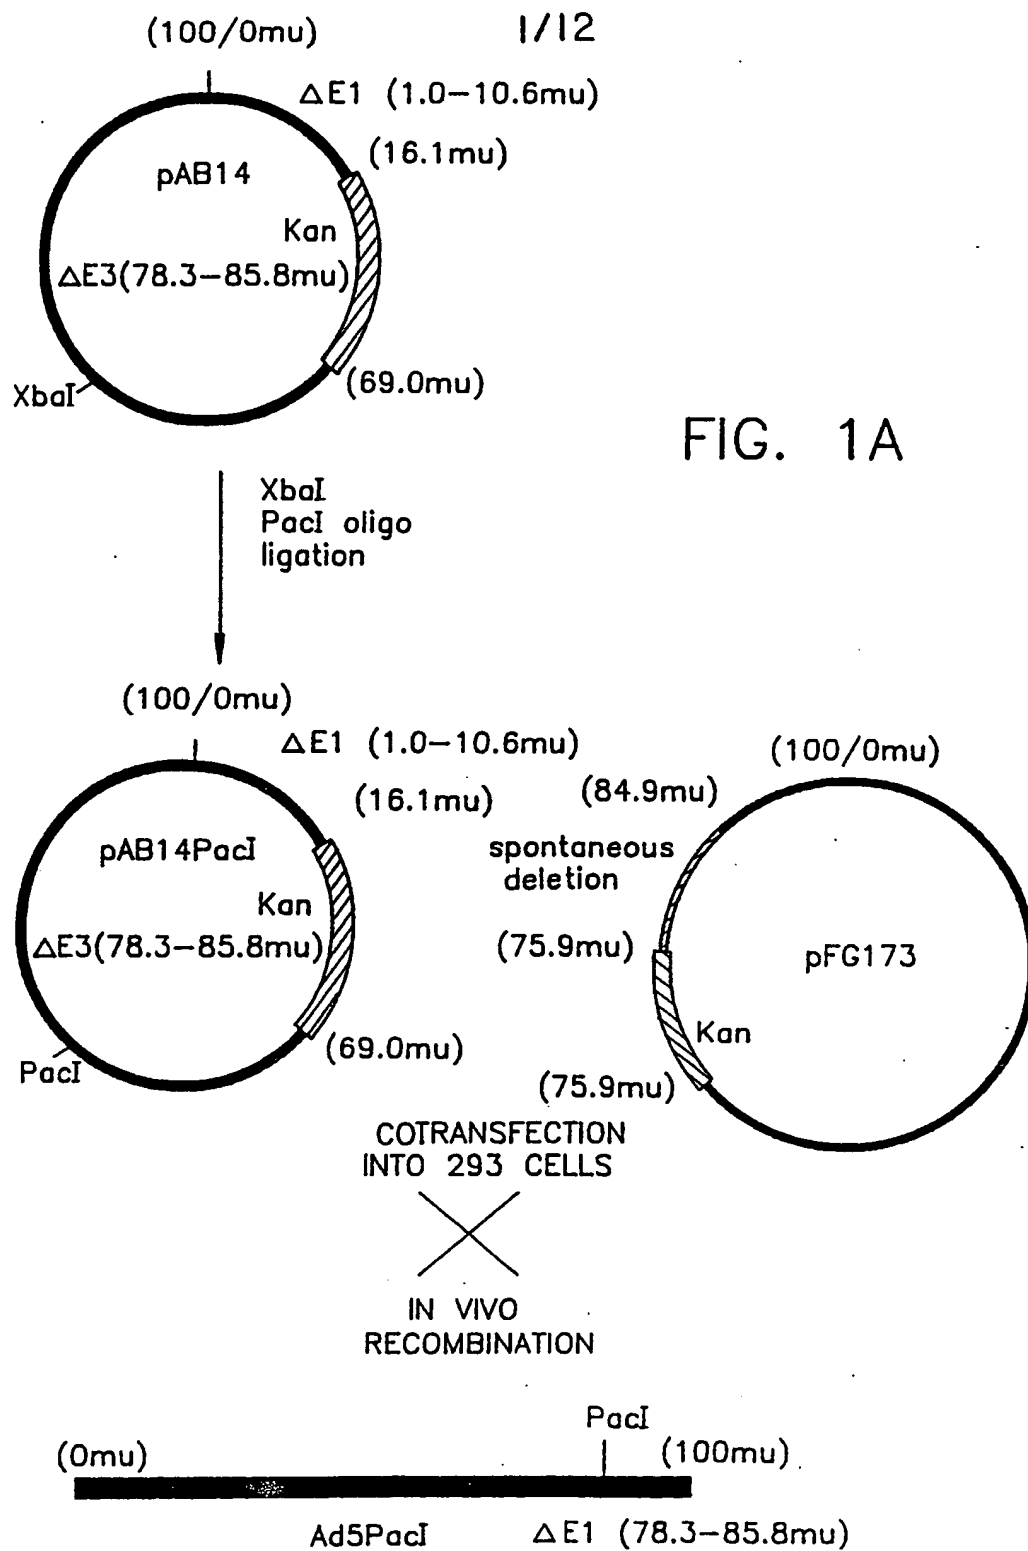 1/12
(100/0mu)
ΔE1 (1.0-10.6mu)
(16.1mu)
pAB14
Kan
ΔE3(78.3-85.8mu)
XbaI
(69.0mu)
FIG. 1A
XbaI
PacI oligo
ligation
(100/0mu)
ΔE1 (1.0-10.6mu)
(16.1mu)
pAB14PacI
Kan
ΔE3(78.3-85.8mu)
PacI
(69.0mu)
(100/0mu)
(84.9mu)
spontaneous
deletion
(75.9mu)
pFG173
Kan
(75.9mu)
COTRANSFECTION
INTO 293 CELLS
IN VIVO
RECOMBINATION
PacI
(0mu)
(100mu)
Ad5PacI
ΔE1 (78.3-85.8mu)